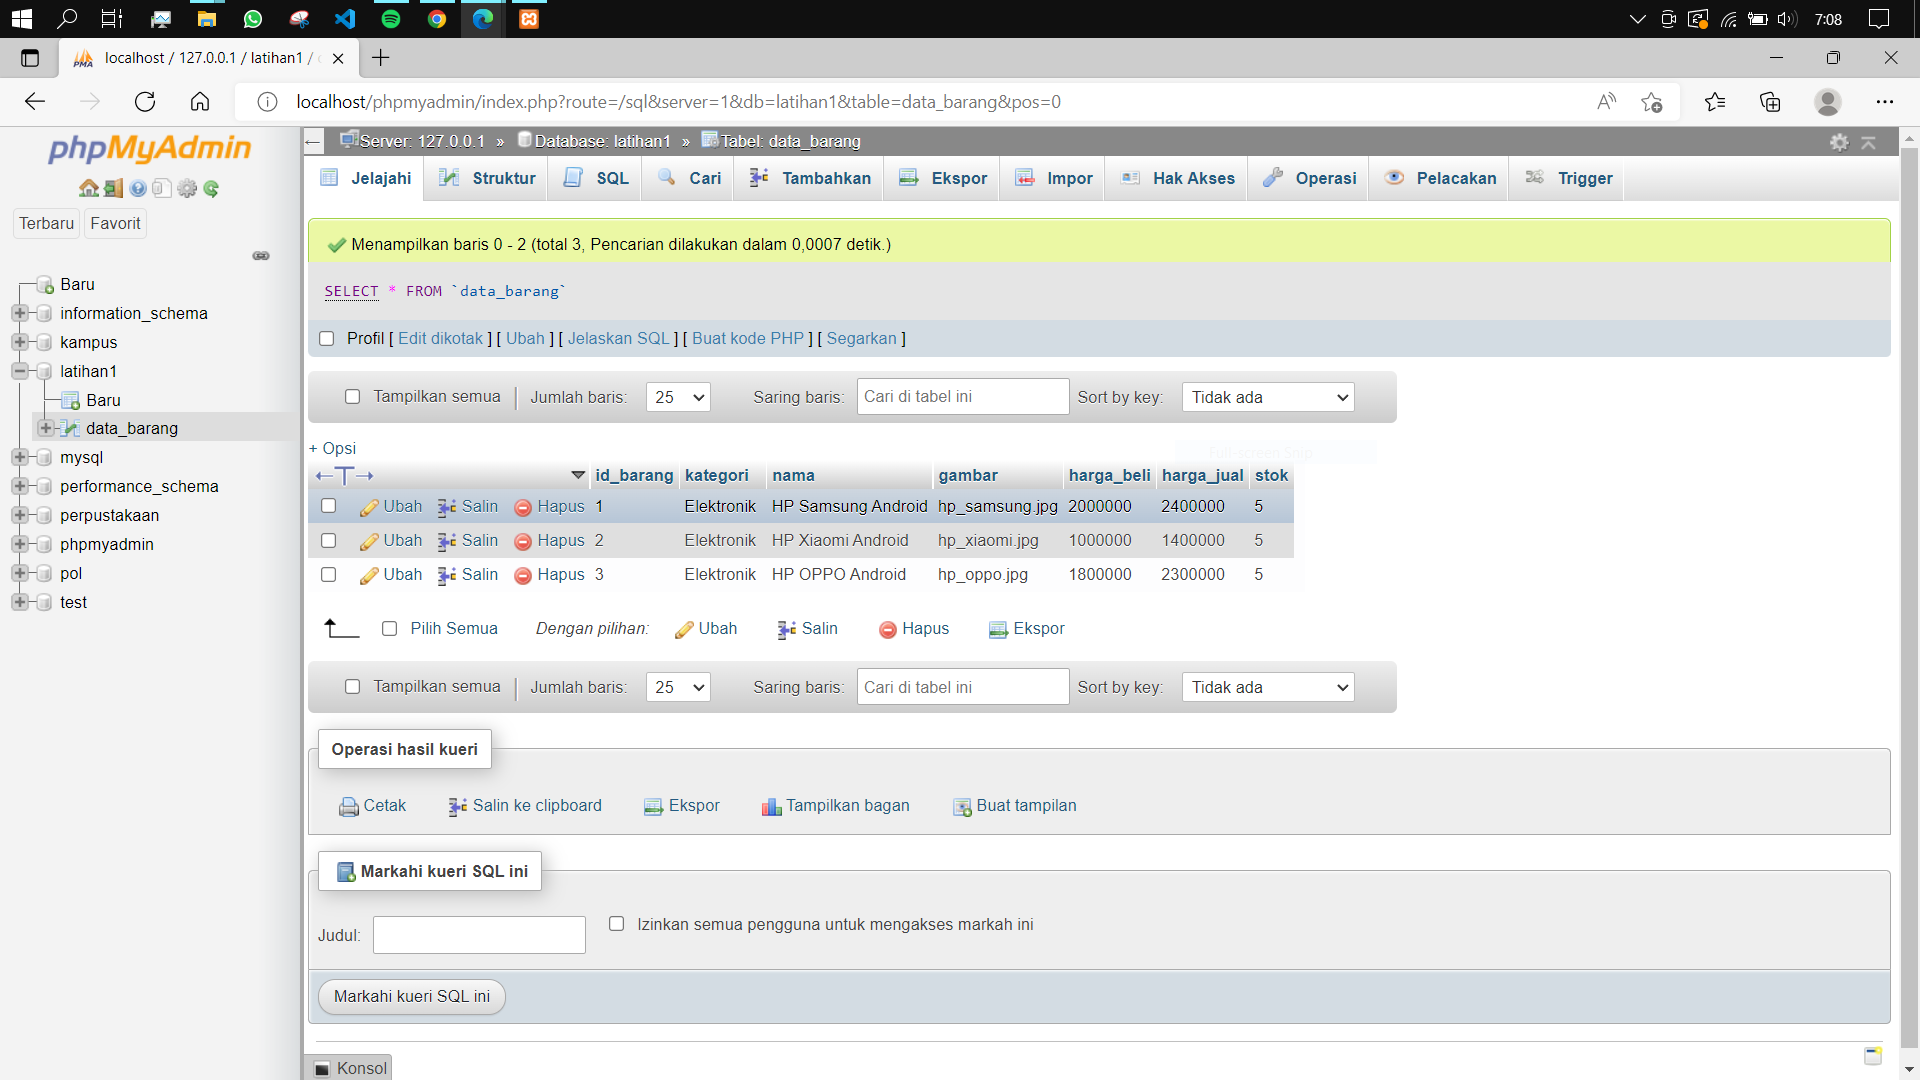 7:08
localhost / 127.0.0.1 / latihan1 /
localhost/phpmyadmin/index.php?route=/sql&server=1&db=latihan1&table=data_barang&pos=0
phpMyAdmin
Terbaru Favorit
Baru
information_schema
kampus
latihan1
Baru
data_barang
mysql
performance_schema
perpustakaan
phpmyadmin
pol
test
Server: 127.0.0.1 » Database: latihan1 » Tabel: data_barang
Jelajahi Struktur SQL Cari Tambahkan Ekspor Impor Hak Akses Operasi Pelacakan Trigger
Menampilkan baris 0 - 2 (total 3, Pencarian dilakukan dalam 0,0007 detik.)
SELECT * FROM `data_barang`
Profil [ Edit dikotak ] [ Ubah ] [ Jelaskan SQL ] [ Buat kode PHP ] [ Segarkan ]
Tampilkan semua Jumlah baris: 25 Saring baris: Cari di tabel ini Sort by key: Tidak ada
+ Opsi
Full-screen Snip
←T→ id_barang kategori nama gambar harga_beli harga_jual stok
Ubah Salin Hapus 1 Elektronik HP Samsung Android hp_samsung.jpg 2000000 2400000 5
Ubah Salin Hapus 2 Elektronik HP Xiaomi Android hp_xiaomi.jpg 1000000 1400000 5
Ubah Salin Hapus 3 Elektronik HP OPPO Android hp_oppo.jpg 1800000 2300000 5
Pilih Semua Dengan pilihan: Ubah Salin Hapus Ekspor
Tampilkan semua Jumlah baris: 25 Saring baris: Cari di tabel ini Sort by key: Tidak ada
Operasi hasil kueri
Cetak Salin ke clipboard Ekspor Tampilkan bagan Buat tampilan
Markahi kueri SQL ini
Judul: Izinkan semua pengguna untuk mengakses markah ini
Markahi kueri SQL ini
Konsol